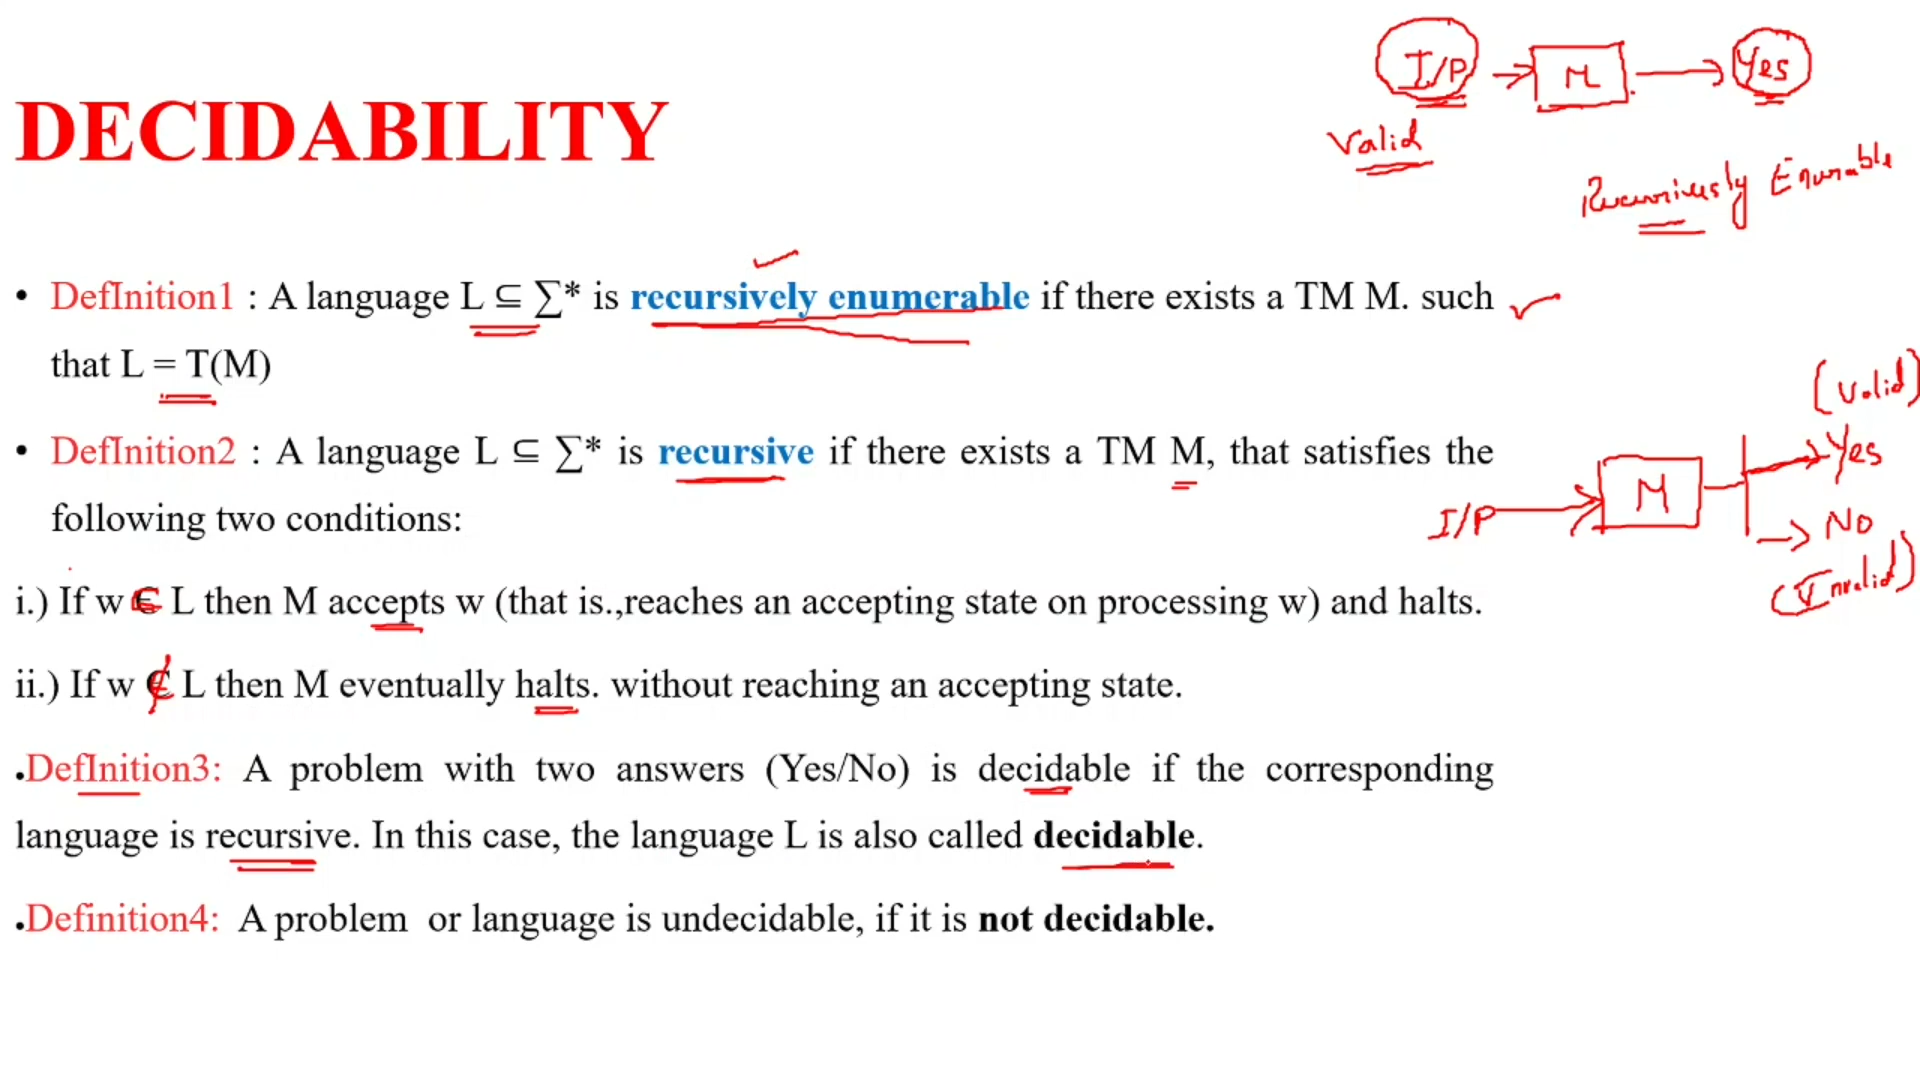 I/P M Yes
DECIDABILITY
Valid
Recursively Enumable
• DefInition1 : A language L ⊆ ∑* is recursively enumerable if there exists a TM M. such
that L = T(M)
(Valid)
• DefInition2 : A language L ⊆ ∑* is recursive if there exists a TM M, that satisfies the
Yes
I/P M
following two conditions:
No
(Invalid)
i.) If w ∈ L then M accepts w (that is.,reaches an accepting state on processing w) and halts.
ii.) If w ∉ L then M eventually halts. without reaching an accepting state.
.DefInition3: A problem with two answers (Yes/No) is decidable if the corresponding
language is recursive. In this case, the language L is also called decidable.
.Definition4: A problem or language is undecidable, if it is not decidable.